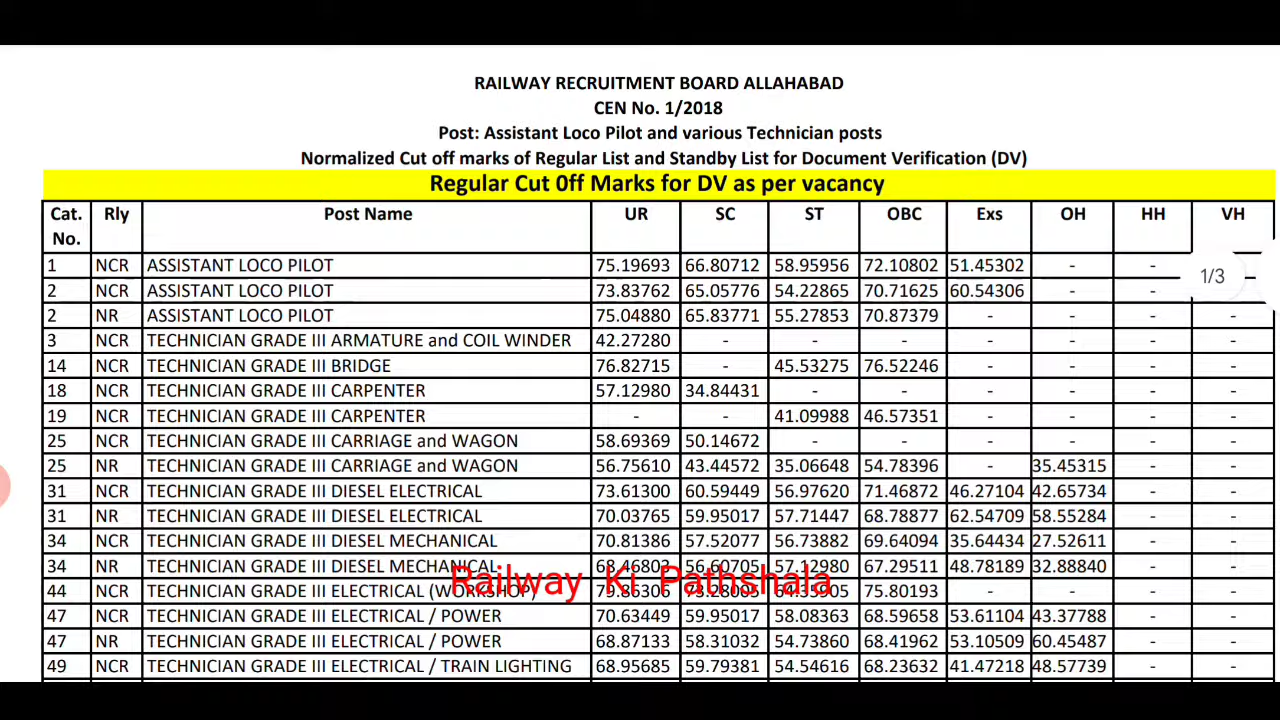 RAILWAY RECRUITMENT BOARD ALLAHABAD
CEN No. 1/2018
Post: Assistant Loco Pilot and various Technician posts
Normalized Cut off marks of Regular List and Standby List for Document Verification (DV)
Regular Cut 0ff Marks for DV as per vacancy
Cat. No. Rly Post Name UR SC ST OBC Exs OH HH VH
1 NCR ASSISTANT LOCO PILOT 75.19693 66.80712 58.95956 72.10802 51.45302 - -
1/3
2 NCR ASSISTANT LOCO PILOT 73.83762 65.05776 54.22865 70.71625 60.54306 - -
2 NR ASSISTANT LOCO PILOT 75.04880 65.83771 55.27853 70.87379 - - - -
3 NCR TECHNICIAN GRADE III ARMATURE and COIL WINDER 42.27280 - - - - - - -
14 NCR TECHNICIAN GRADE III BRIDGE 76.82715 - 45.53275 76.52246 - - - -
18 NCR TECHNICIAN GRADE III CARPENTER 57.12980 34.84431 - - - - - -
19 NCR TECHNICIAN GRADE III CARPENTER - - 41.09988 46.57351 - - - -
25 NCR TECHNICIAN GRADE III CARRIAGE and WAGON 58.69369 50.14672 - - - - - -
25 NR TECHNICIAN GRADE III CARRIAGE and WAGON 56.75610 43.44572 35.06648 54.78396 - 35.45315 - -
31 NCR TECHNICIAN GRADE III DIESEL ELECTRICAL 73.61300 60.59449 56.97620 71.46872 46.27104 42.65734 - -
31 NR TECHNICIAN GRADE III DIESEL ELECTRICAL 70.03765 59.95017 57.71447 68.78877 62.54709 58.55284 - -
34 NCR TECHNICIAN GRADE III DIESEL MECHANICAL 70.81386 57.52077 56.73882 69.64094 35.64434 27.52611 - -
34 NR TECHNICIAN GRADE III DIESEL MECHANICAL 57.12980 67.29511 48.78189 32.88840 - -
Railway Ki Pathshala
44 NCR TECHNICIAN GRADE III ELECTRICAL (WORKSHOP) 75.80193 - - - -
47 NCR TECHNICIAN GRADE III ELECTRICAL / POWER 70.63449 59.95017 58.08363 68.59658 53.61104 43.37788 - -
47 NR TECHNICIAN GRADE III ELECTRICAL / POWER 68.87133 58.31032 54.73860 68.41962 53.10509 60.45487 - -
49 NCR TECHNICIAN GRADE III ELECTRICAL / TRAIN LIGHTING 68.95685 59.79381 54.54616 68.23632 41.47218 48.57739 - -